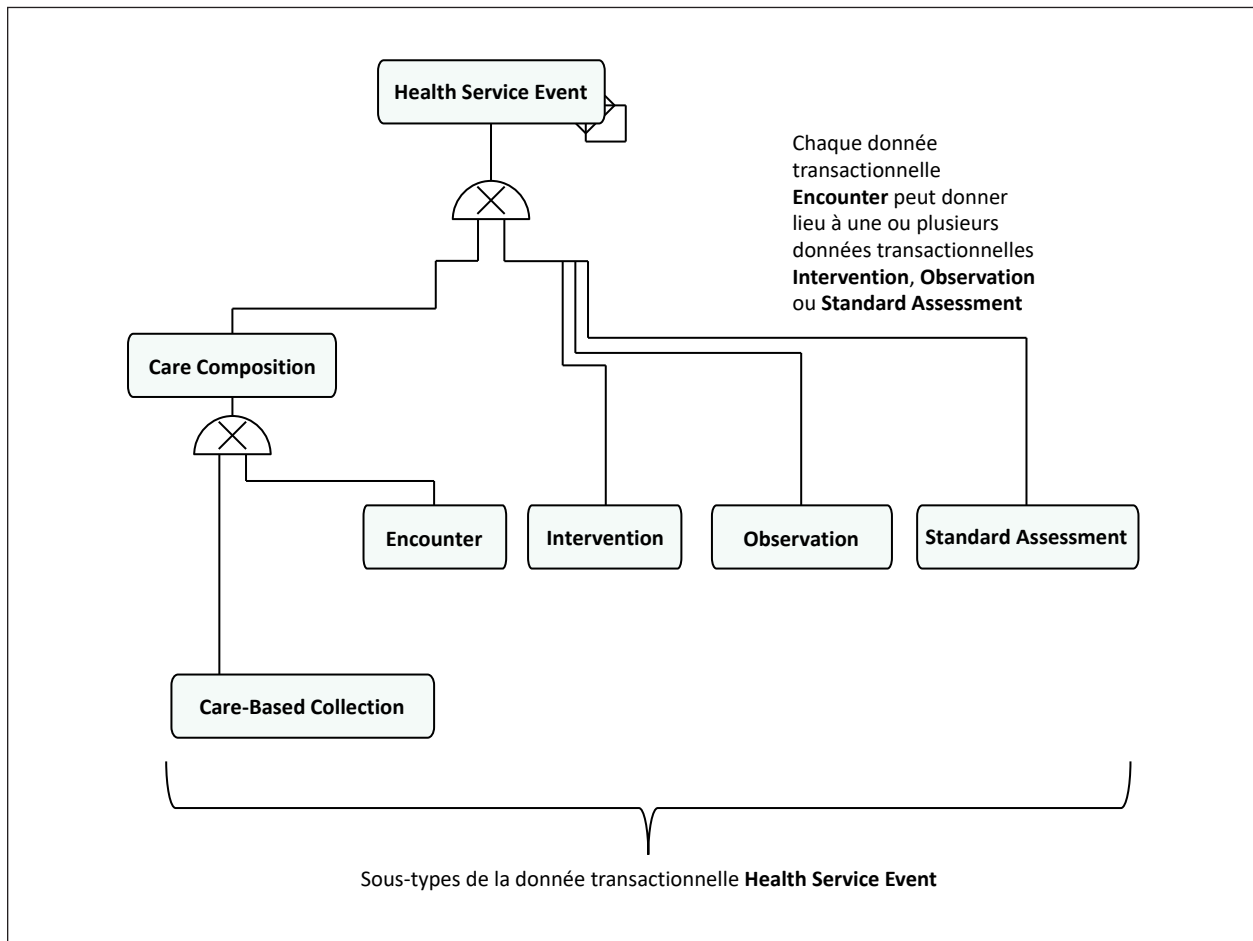 Health Service Event
Chaque donnée
transactionnelle
Encounter peut donner
lieu à une ou plusieurs
données transactionnelles
Intervention, Observation
ou Standard Assessment
Care Composition
Encounter
Intervention
Observation
Standard Assessment
Care-Based Collection
Sous-types de la donnée transactionnelle Health Service Event